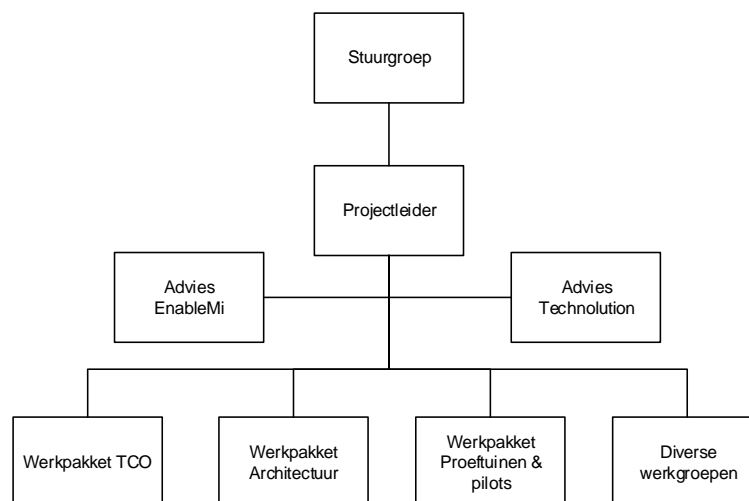 Stuurgroep
Projectleider
Advies
EnableMi
Advies
Technolution
Werkpakket TCO
Werkpakket
Architectuur
Werkpakket
Proeftuinen &
pilots
Diverse
werkgroepen